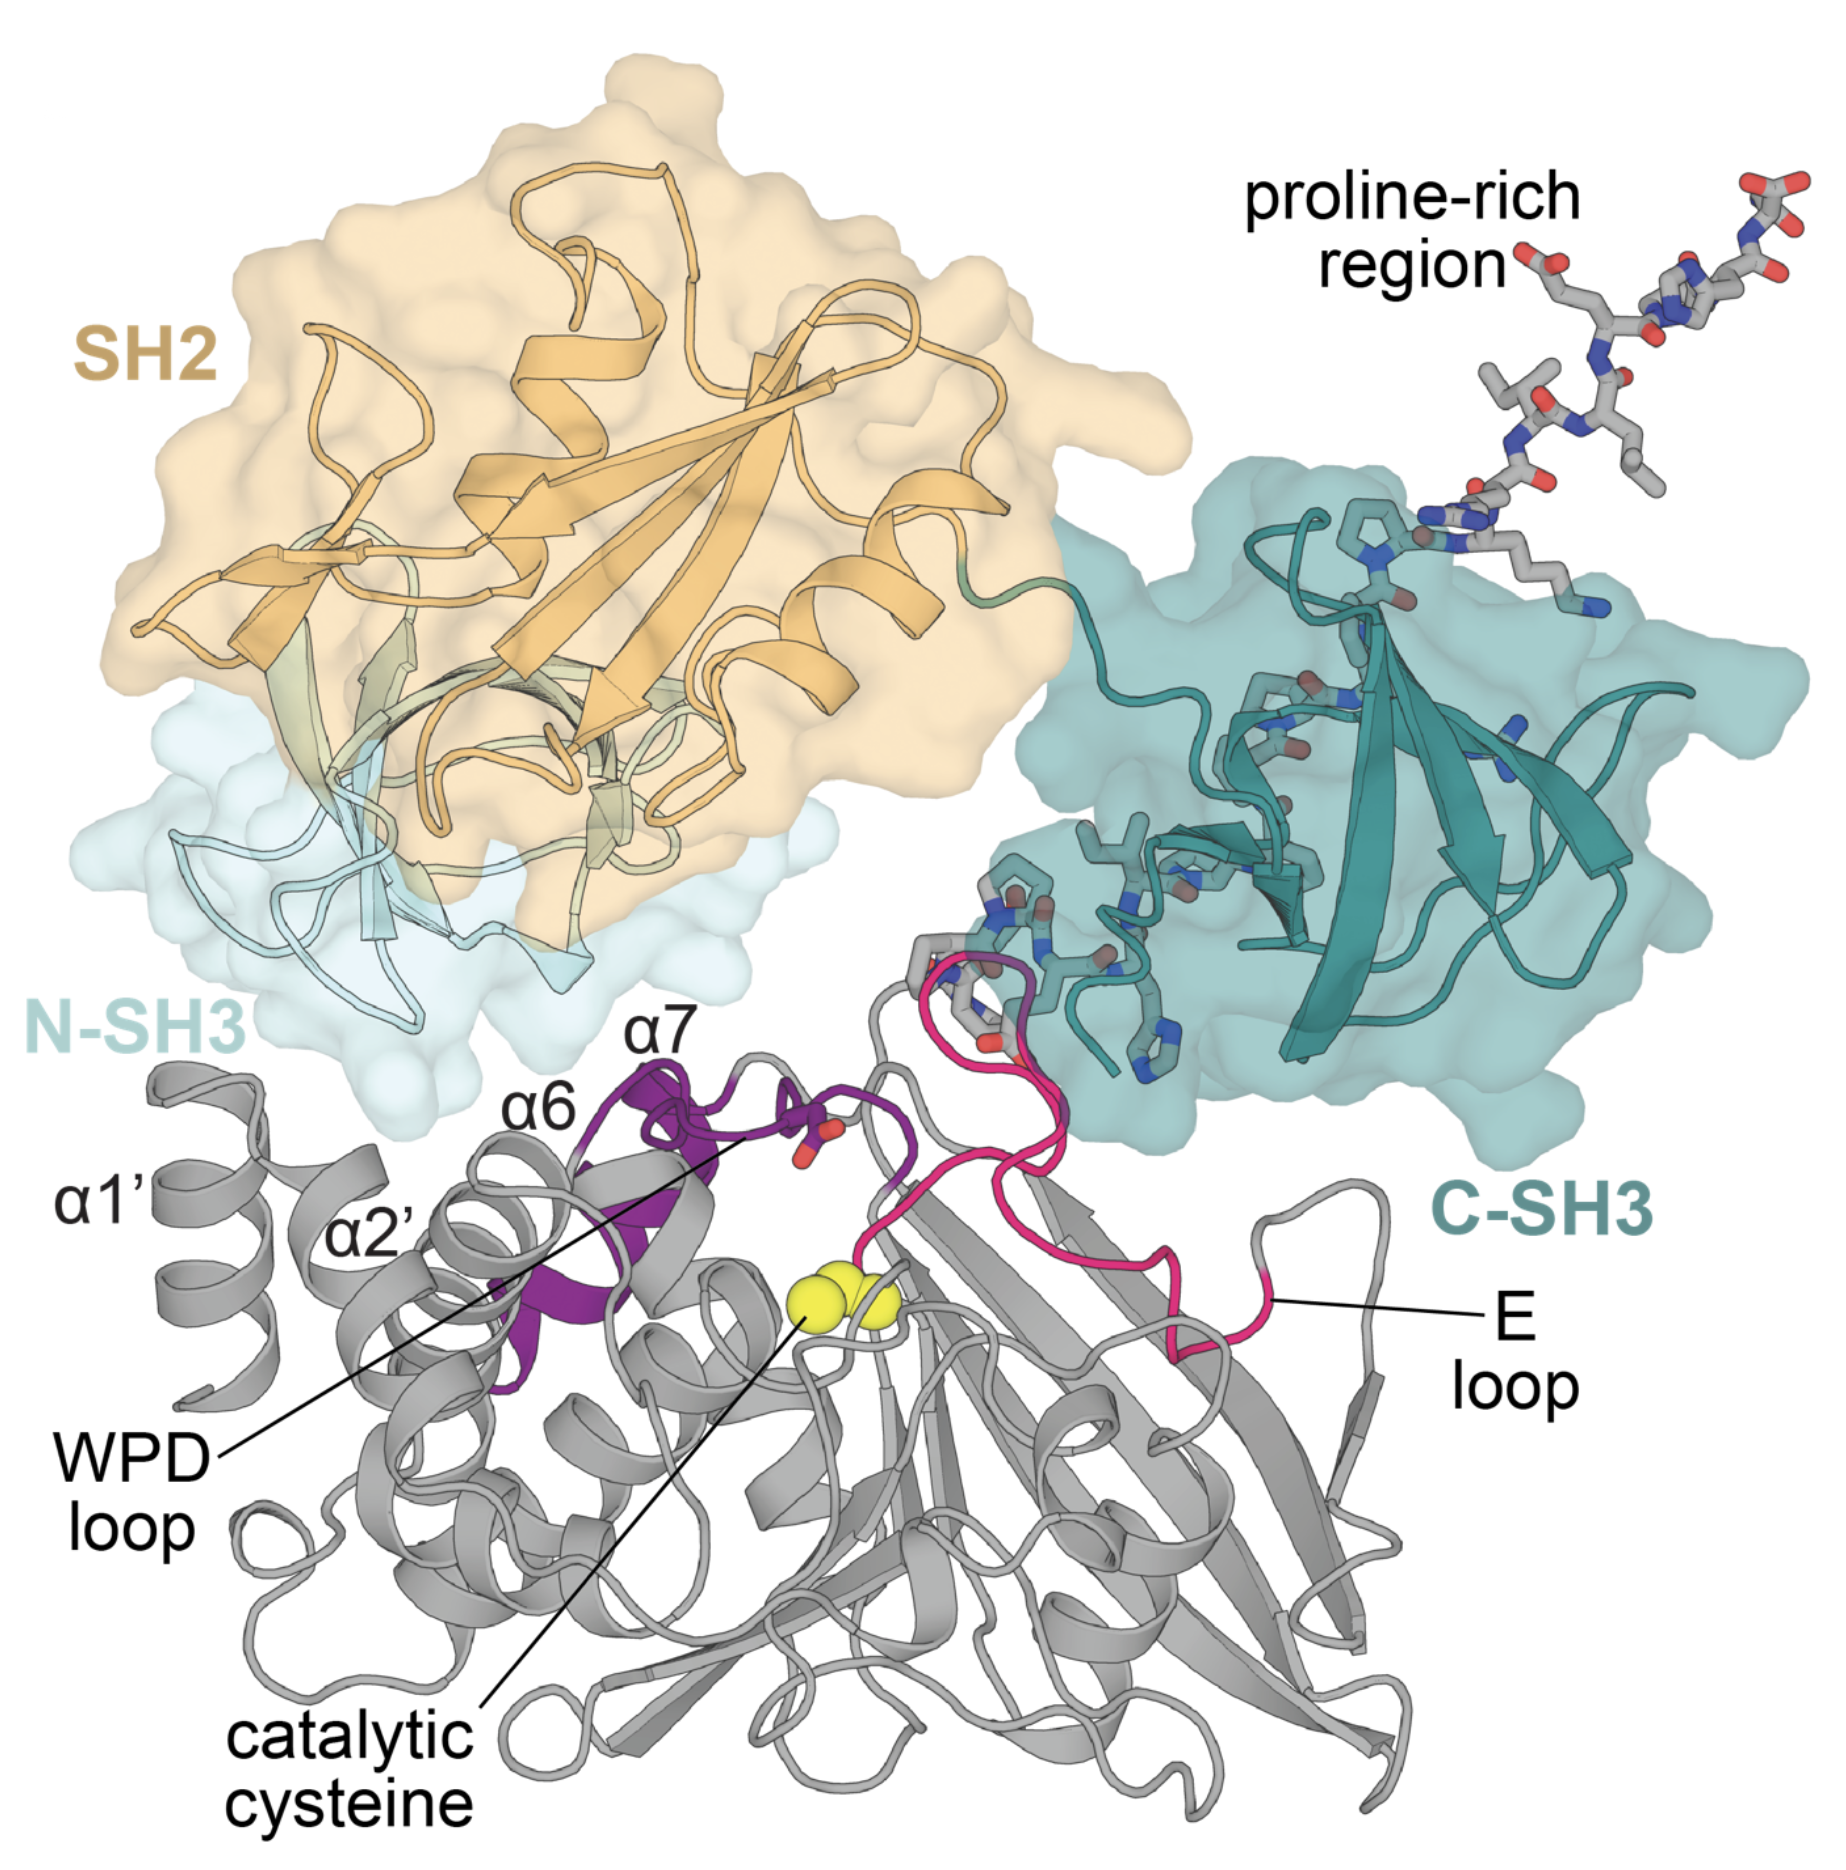 proline-rich
region
SH2
N-SH3
α7
α6
α1’
α2’
C-SH3
E
loop
WPD
loop
catalytic
cysteine